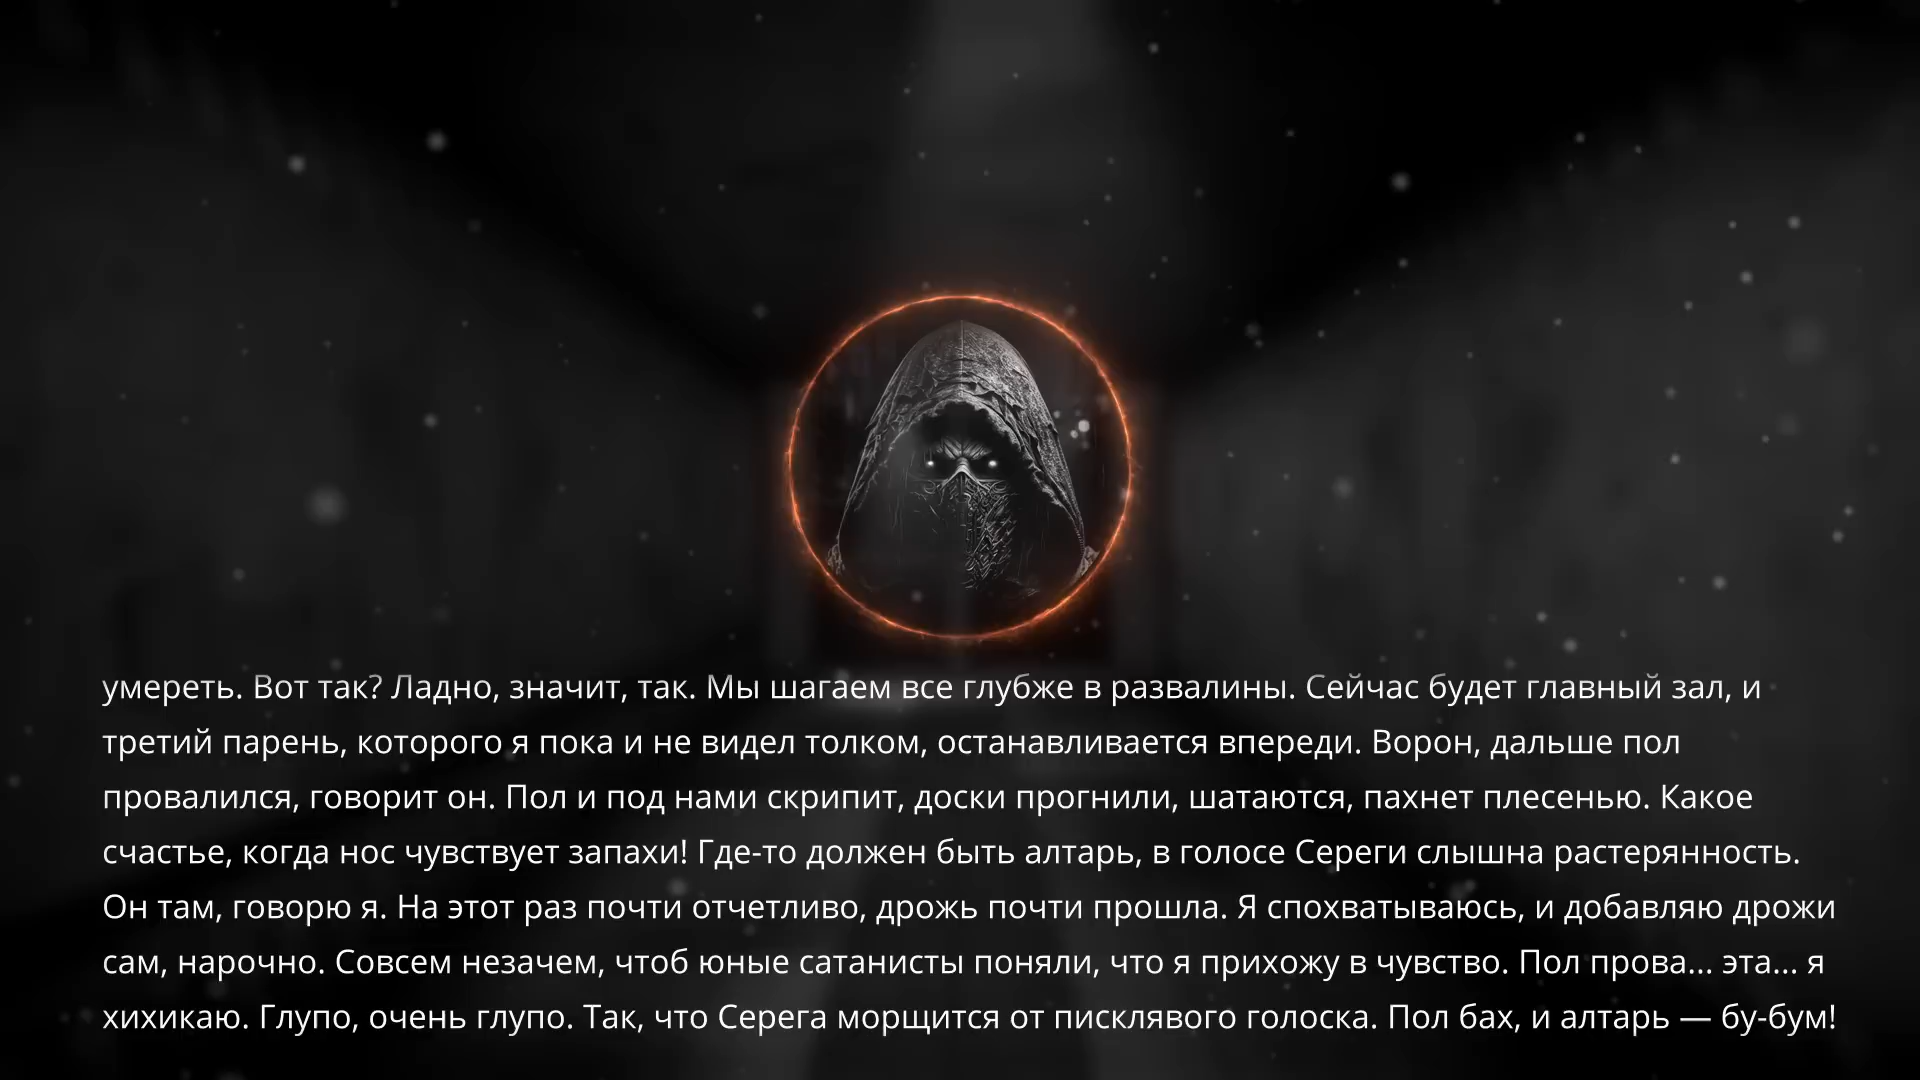 умереть. Вот так? Ладно, значит, так. Мы шагаем все глубже в развалины. Сейчас будет главный зал, и
третий парень, которого я пока и не видел толком, останавливается впереди. Ворон, дальше пол
провалился, говорит он. Пол и под нами скрипит, доски прогнили, шатаются, пахнет плесенью. Какое
счастье, когда нос чувствует запахи! Где-то должен быть алтарь, в голосе Сереги слышна растерянность.
Он там, говорю я. На этот раз почти отчетливо, дрожь почти прошла. Я спохватываюсь, и добавляю дрожи
сам, нарочно. Совсем незачем, чтоб юные сатанисты поняли, что я прихожу в чувство. Пол прова... эта... я
хихикаю. Глупо, очень глупо. Так, что Серега морщится от писклявого голоска. Пол бах, и алтарь — бу-бум!